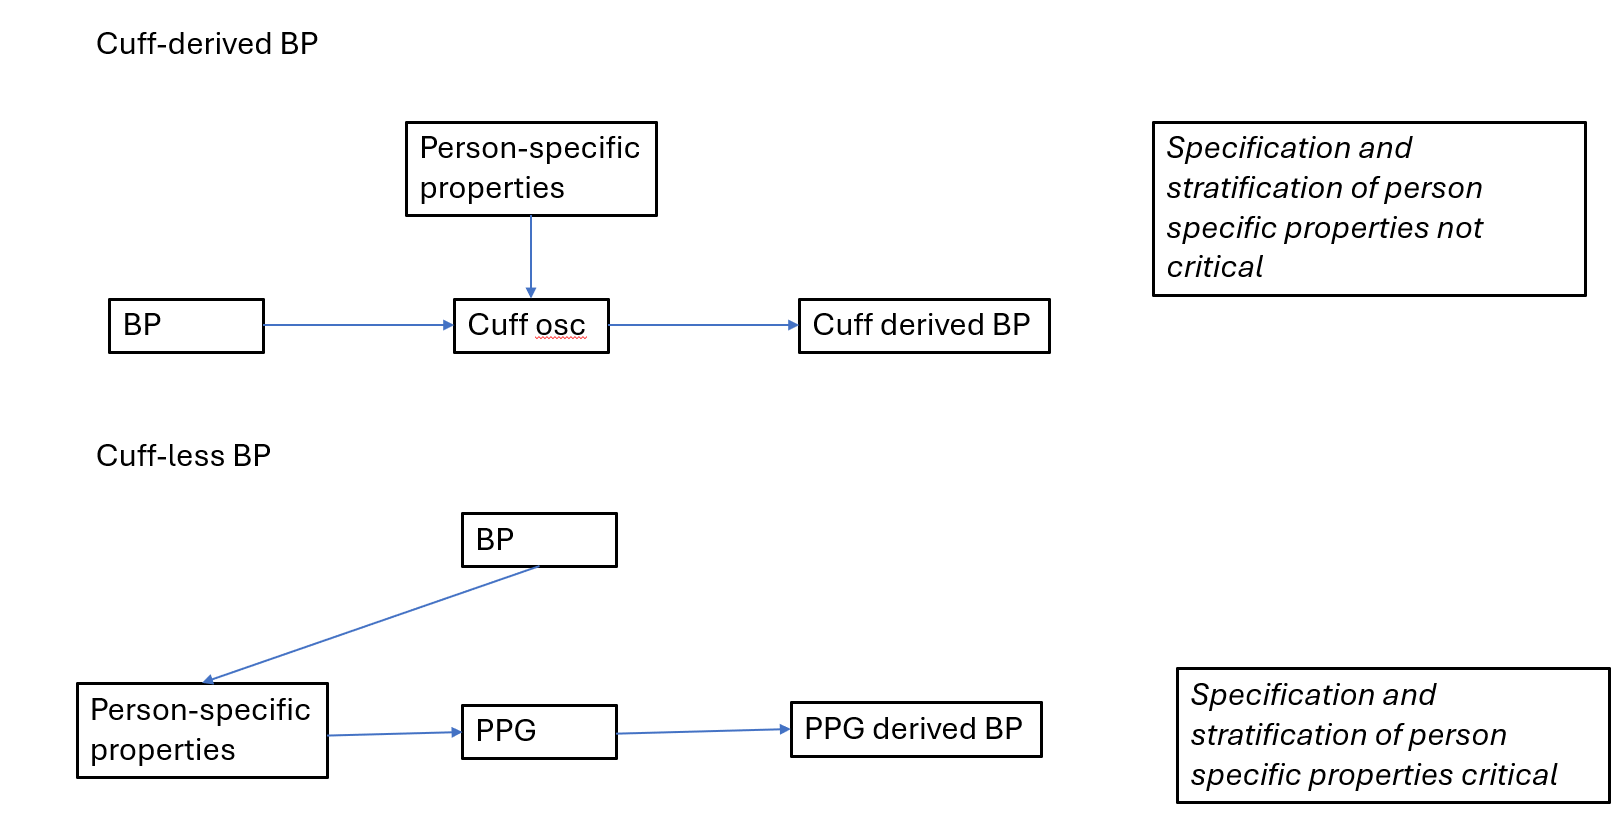 Cuff-derived BP
Person-specific
properties
Specification and
stratification of person
specific properties not
critical
BP
Cuff osc
Cuff derived BP
Cuff-less BP
BP
Person-specific
properties
PPG
PPG derived BP
Specification and
stratification of person
specific properties critical